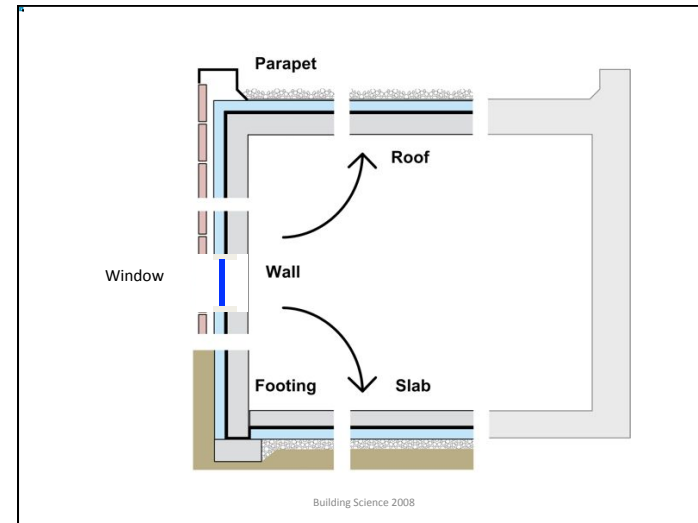 Parapet
Roof
Window
Wall
Footing
Slab
Building Science 2008